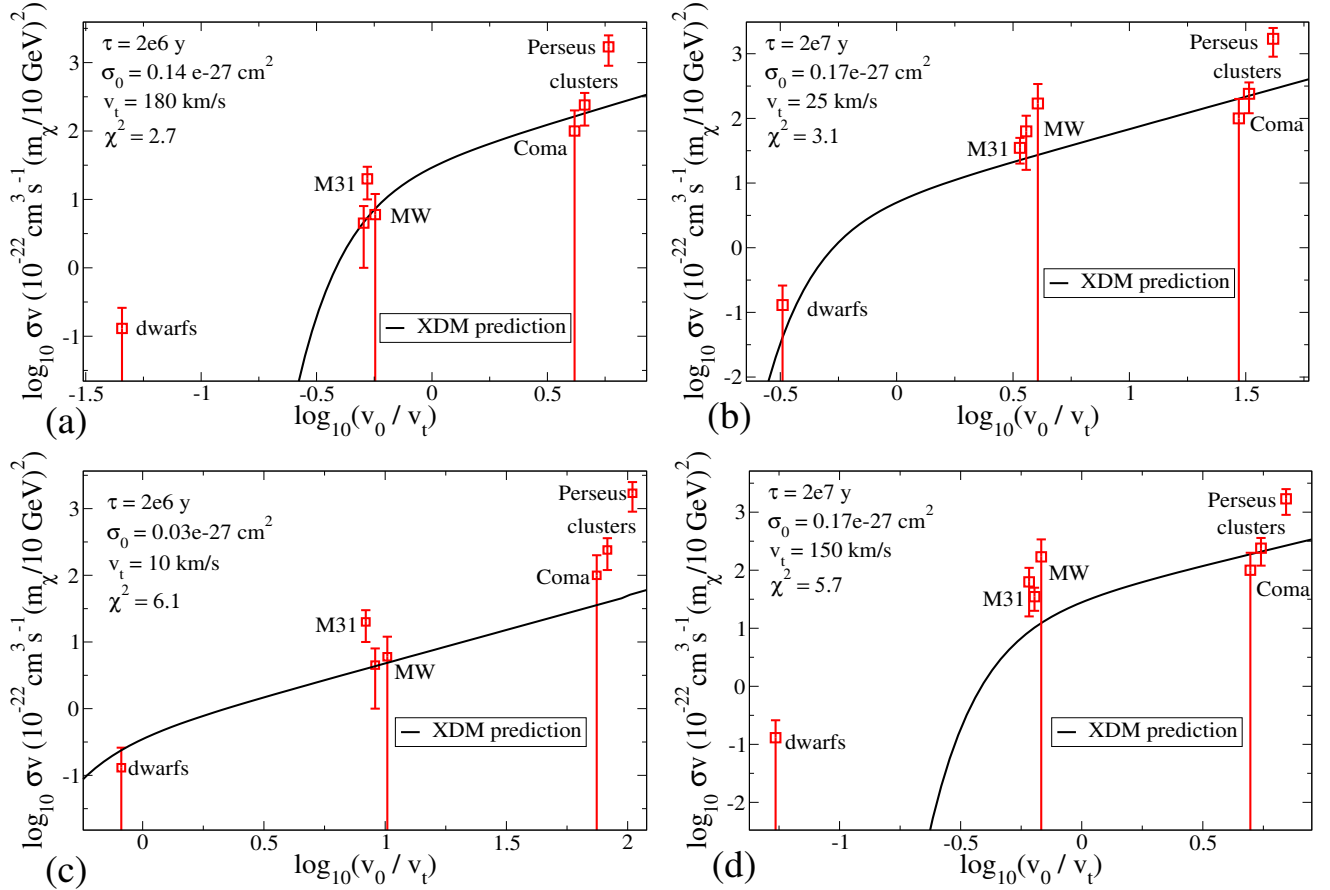 τ = 2e6 y
σ₀ = 0.14 e-27 cm²
vₜ = 180 km/s
χ² = 2.7
Perseus
clusters
Coma
M31
MW
dwarfs
XDM prediction
3
2
1
0
-1
-1.5 -1 -0.5 0 0.5
log₁₀ σv (10⁻²² cm³ s⁻¹ (m_χ/10 GeV)²
log₁₀(v₀ / vₜ)
(a)
τ = 2e7 y
σ₀ = 0.17e-27 cm²
vₜ = 25 km/s
χ² = 3.1
Perseus
clusters
Coma
M31
MW
dwarfs
XDM prediction
3
2
1
0
-1
-2
-0.5 0 0.5 1 1.5
log₁₀ σv (10⁻²² cm³ s⁻¹ (m_χ/10 GeV)²
log₁₀(v₀ / vₜ)
(b)
τ = 2e6 y
σ₀ = 0.03e-27 cm²
vₜ = 10 km/s
χ² = 6.1
Perseus
clusters
Coma
M31
MW
dwarfs
XDM prediction
3
2
1
0
-1
0 0.5 1 1.5 2
log₁₀ σv (10⁻²² cm³ s⁻¹ (m_χ/10 GeV)²
log₁₀(v₀ / vₜ)
(c)
τ = 2e7 y
σ₀ = 0.17e-27 cm²
vₜ = 150 km/s
χ² = 5.7
Perseus
clusters
Coma
M31
MW
dwarfs
XDM prediction
3
2
1
0
-1
-2
-1 -0.5 0 0.5
log₁₀ σv (10⁻²² cm³ s⁻¹ (m_χ/10 GeV)²
log₁₀(v₀ / vₜ)
(d)